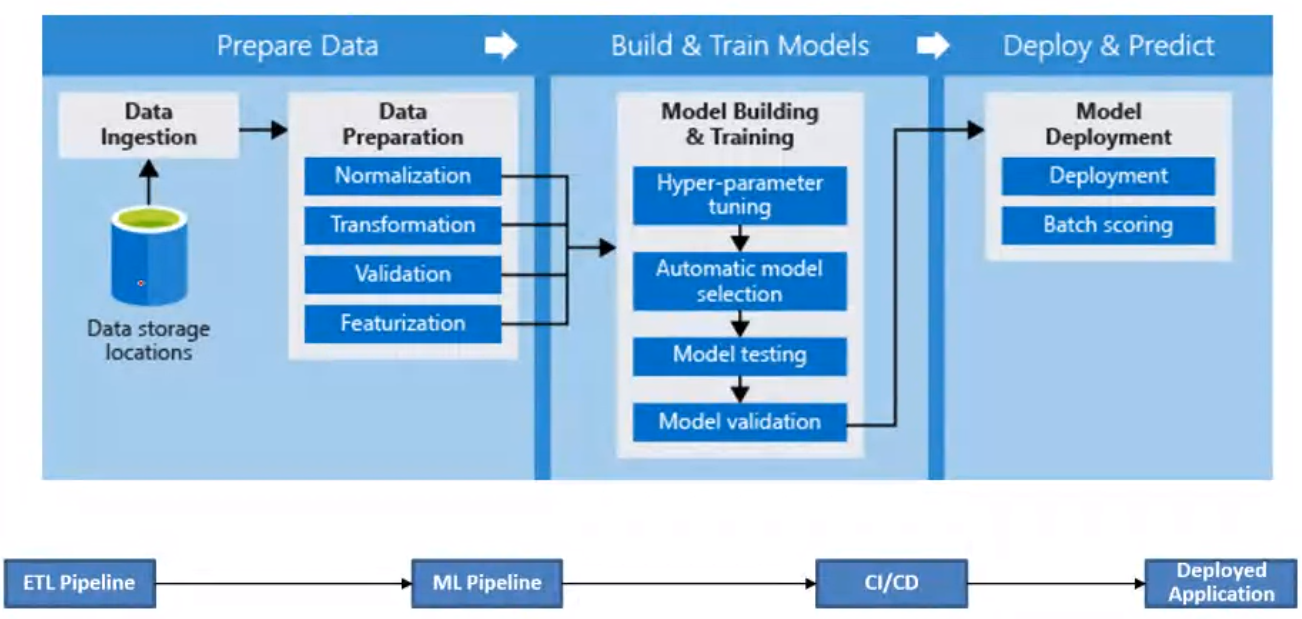 Prepare Data
Build & Train Models
Deploy & Predict
Data
Ingestion
Data storage
locations
Data
Preparation
Normalization
Transformation
Validation
Featurization
Model Building
& Training
Hyper-parameter
tuning
Automatic model
selection
Model testing
Model validation
Model
Deployment
Deployment
Batch scoring
ETL Pipeline
ML Pipeline
CI/CD
Deployed
Application